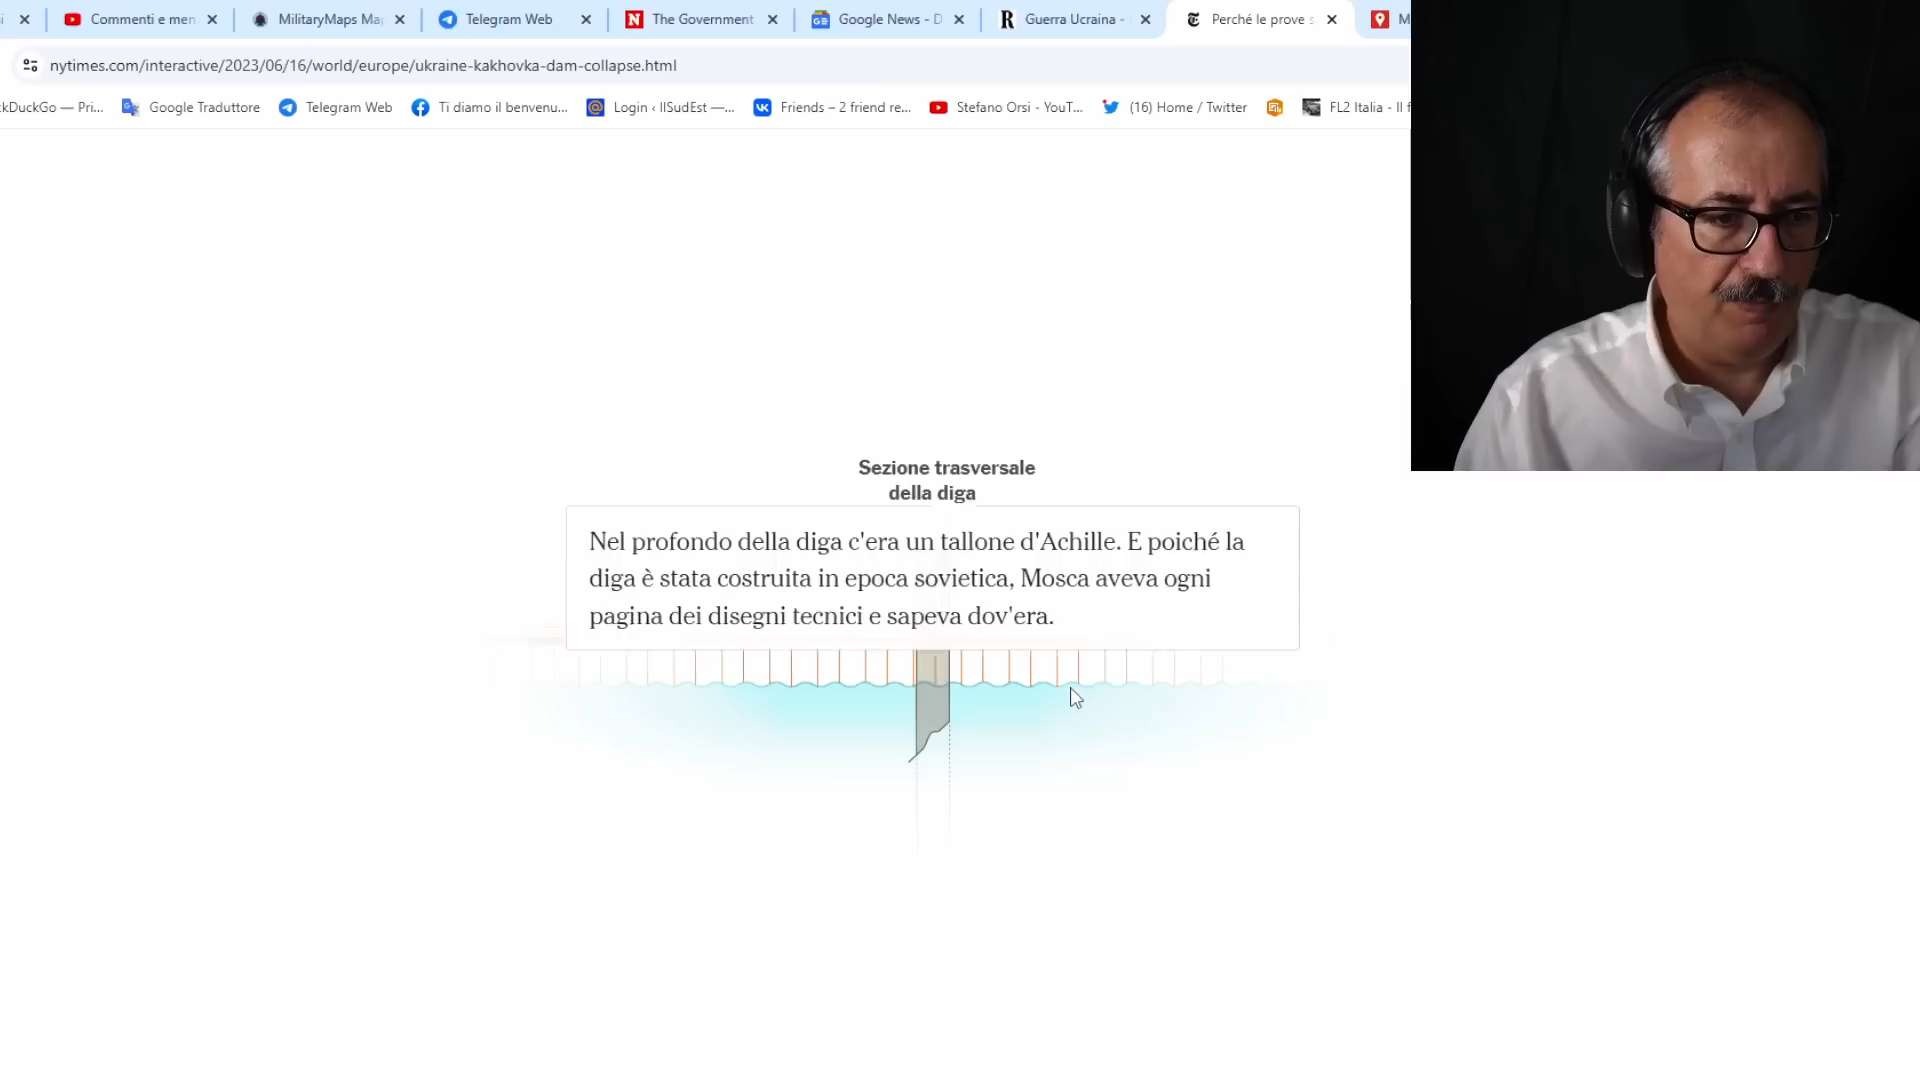 Commenti e men
MilitaryMaps Ma
Telegram Web
The Government
Google News - D
Guerra Ucraina -
Perché le prove s
M
nytimes.com/interactive/2023/06/16/world/europe/ukraine-kakhovka-dam-collapse.html
ckDuckGo — Pri...
Google Traduttore
Telegram Web
Ti diamo il benvenu...
Login ‹ IlSudEst —...
Friends – 2 friend re...
Stefano Orsi - YouT...
(16) Home / Twitter
FL2 Italia - Il f
Sezione trasversale
della diga
Nel profondo della diga c'era un tallone d'Achille. E poiché la
diga è stata costruita in epoca sovietica, Mosca aveva ogni
pagina dei disegni tecnici e sapeva dov'era.